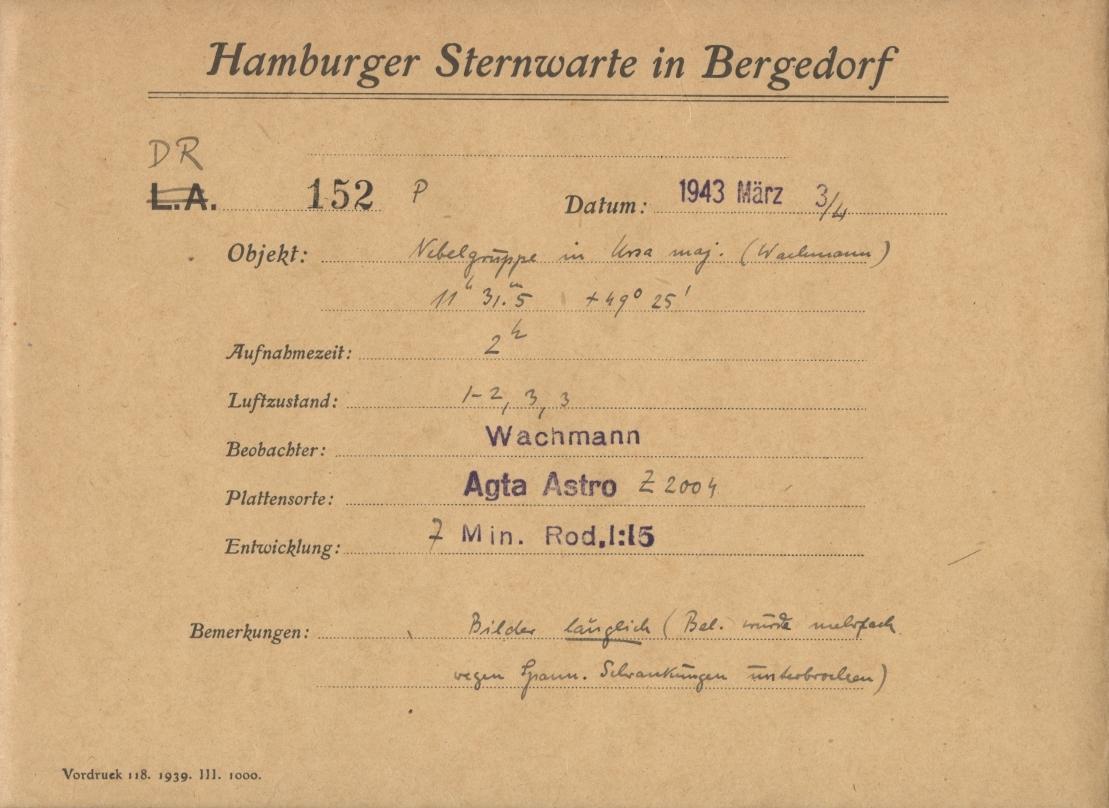 Hamburger Sternwarte in Bergedorf
DR
L.A. 152 P Datum: 1943 März 3/4
Objekt: Nebelgruppe in Ursa maj. (Wachmann)
11ʰ 31.ᵐ5 +49° 25'
Aufnahmezeit: 2ʰ
Luftzustand: 1-2, 3, 3
Beobachter: Wachmann
Plattensorte: Agfa Astro Z 2004
Entwicklung: 7 Min. Rod. 1:15
Bemerkungen: Bilder länglich (Bel. wurde mehrfach
wegen Spann. Schwankungen unterbrochen)
Vordruck 118. 1939. III. 1000.